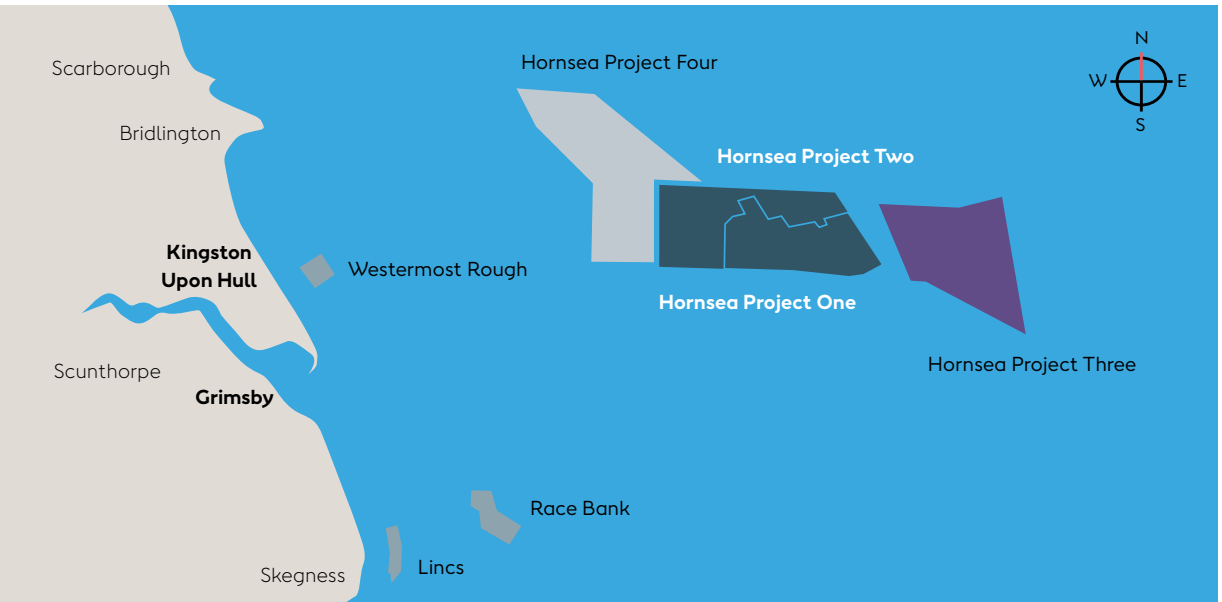 N
Hornsea Project Four
Scarborough
W
E
S
Bridlington
Hornsea Project Two
Kingston
Upon Hull
Westermost Rough
Hornsea Project One
Hornsea Project Three
Scunthorpe
Grimsby
Race Bank
Lincs
Skegness